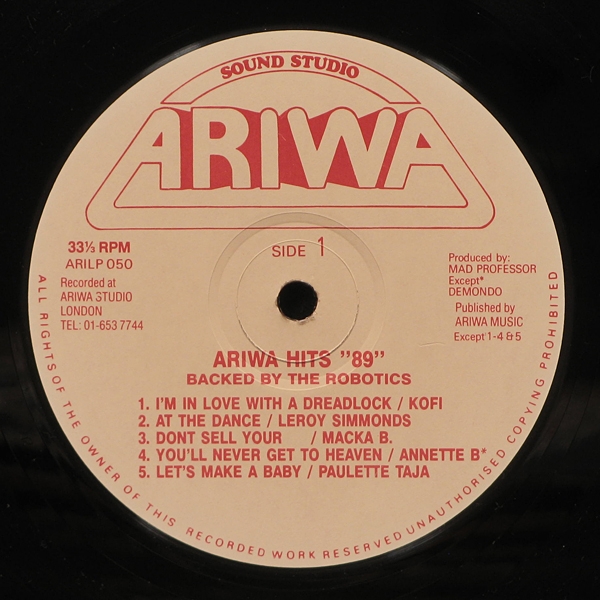 SOUND STUDIO
ARIWA
33⅓ RPM
ARILP 050
Recorded at
ARIWA STUDIO
LONDON
TEL: 01-653 7744
SIDE 1
Produced by:
MAD PROFESSOR
Except*
DEMONDO
Published by
ARIWA MUSIC
Except 1-4 & 5
ARIWA HITS "89"
BACKED BY THE ROBOTICS
1. I'M IN LOVE WITH A DREADLOCK / KOFI
2. AT THE DANCE / LEROY SIMMONDS
3. DONT SELL YOUR / MACKA B.
4. YOU'LL NEVER GET TO HEAVEN / ANNETTE B*
5. LET'S MAKE A BABY / PAULETTE TAJA
ALL RIGHTS OF THE OWNER OF THIS RECORDED WORK RESERVED UNAUTHORISED COPYING PROHIBITED